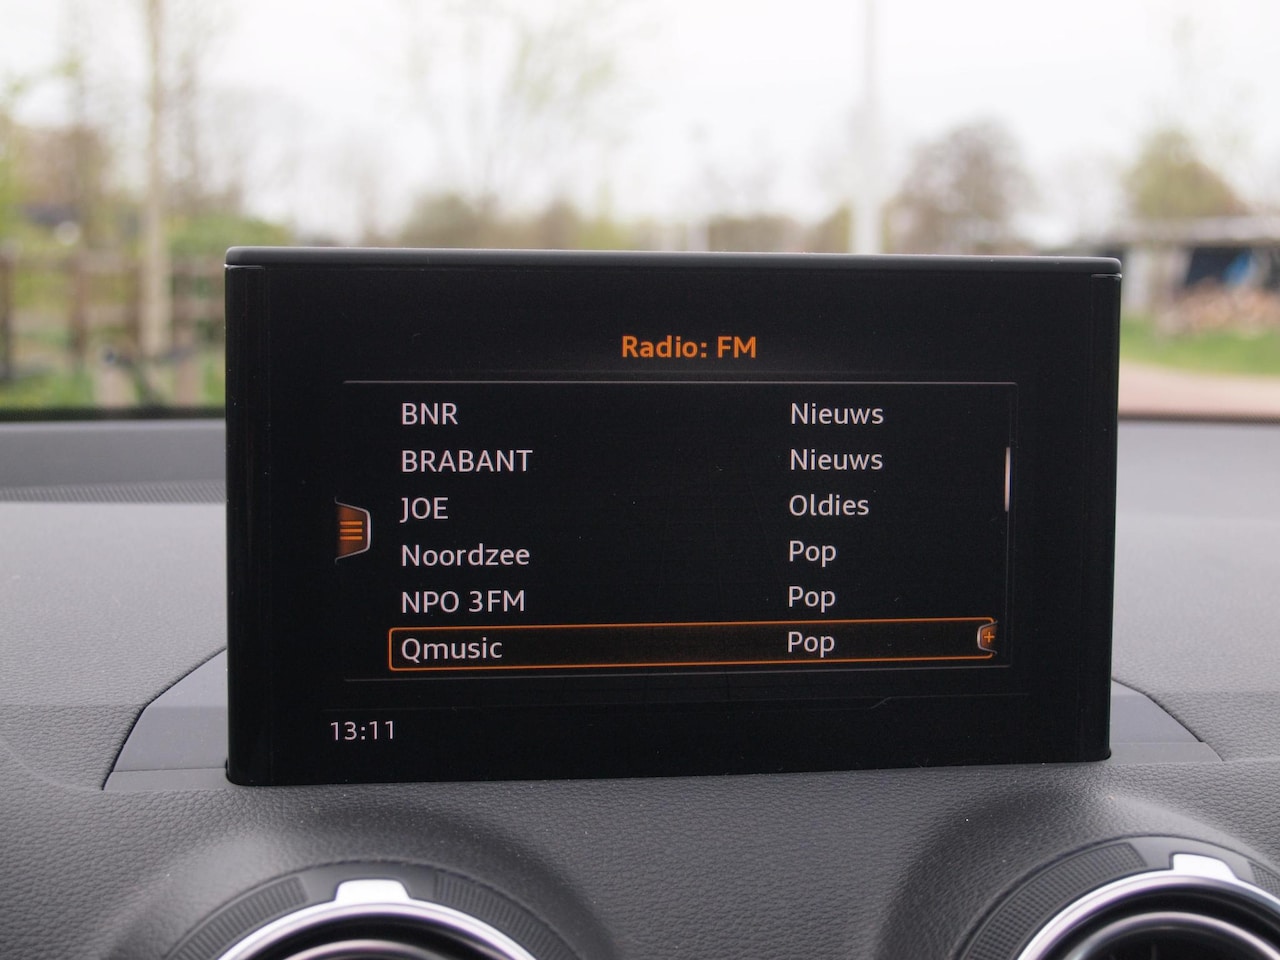 Radio: FM
BNR Nieuws
BRABANT Nieuws
JOE Oldies
Noordzee Pop
NPO 3FM Pop
Qmusic Pop
13:11